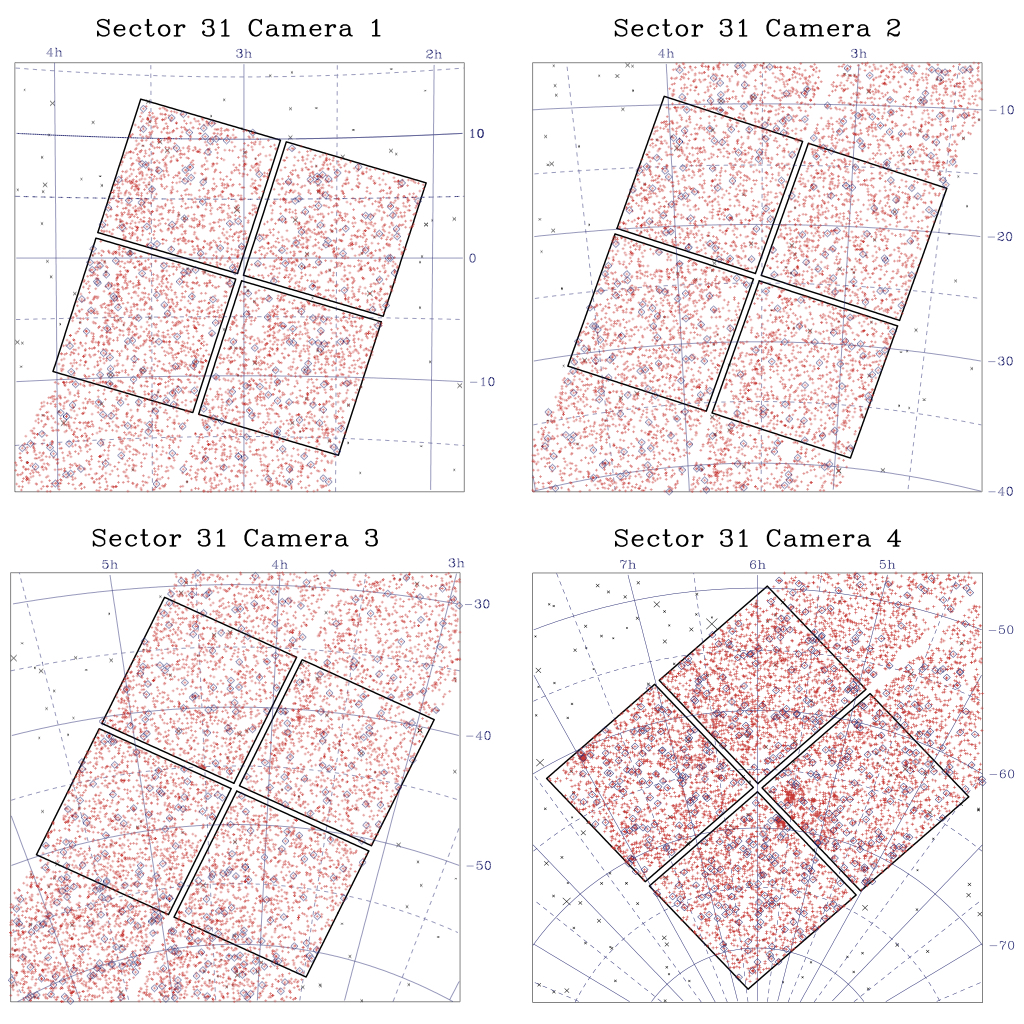 Sector 31 Camera 1
4h 3h 2h
10
0
-10
Sector 31 Camera 2
4h 3h
-10
-20
-30
-40
Sector 31 Camera 3
5h 4h 3h
-30
-40
-50
Sector 31 Camera 4
7h 6h 5h
-50
-60
-70